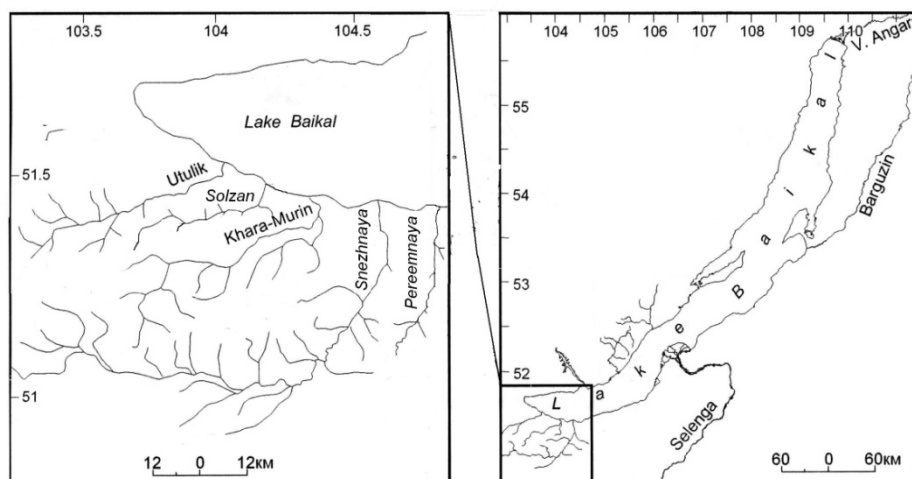 103.5 104 104.5
Lake Baikal
51.5
Utulik
Solzan
Khara-Murin
Snezhnaya
Pereemnaya
51
12 0 12км
104 105 106 107 108 109 110
V. Angar
55
54
53
52
Barguzin
L a k e B a i k a l
Selenga
60 0 60км